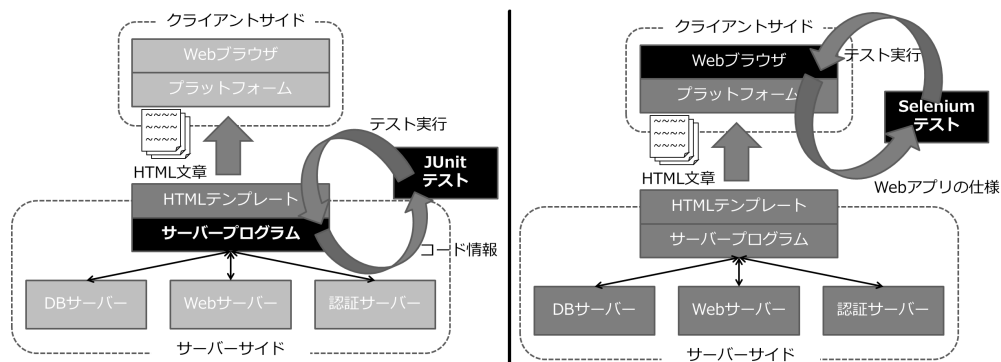 クライアントサイド
Webブラウザ
プラットフォーム
HTML文章
テスト実行
JUnit
テスト
HTMLテンプレート
サーバープログラム
コード情報
DBサーバー
Webサーバー
認証サーバー
サーバーサイド
クライアントサイド
Webブラウザ
テスト実行
プラットフォーム
Selenium
テスト
HTML文章
Webアプリの仕様
HTMLテンプレート
サーバープログラム
DBサーバー
Webサーバー
認証サーバー
サーバーサイド